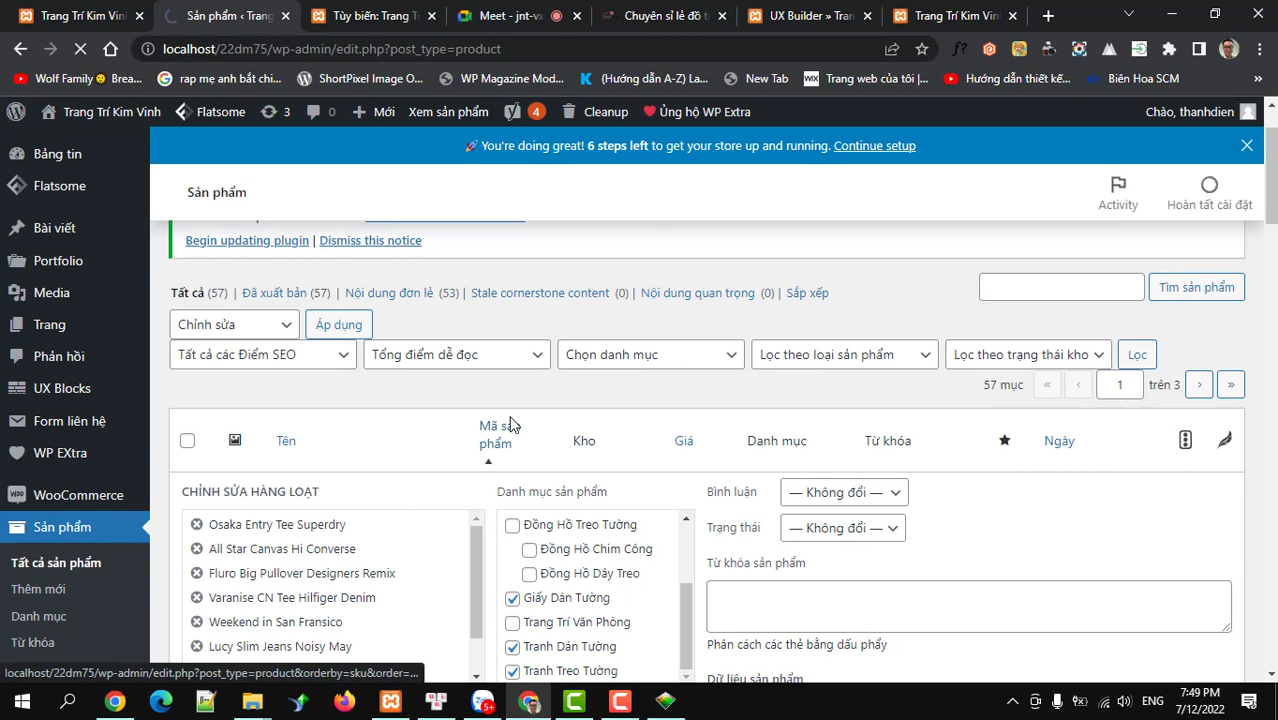 Trang Trí Kim Vinh
Sản phẩm ‹ Trang
Tùy biến: Trang T
Meet - jnt-vx
Chuyên sỉ lẻ đồ t
UX Builder » Tran
Trang Trí Kim Vinh
localhost/22dm75/wp-admin/edit.php?post_type=product
Wolf Family Brea...
rap mẹ anh bắt chi...
ShortPixel Image O...
WP Magazine Mod...
(Hướng dẫn A-Z) La...
New Tab
Trang web của tôi |...
Hướng dẫn thiết kế...
Biên Hoa SCM
»
Trang Trí Kim Vinh
Flatsome
3
0
Mới
Xem sản phẩm
4
Cleanup
Ủng hộ WP Extra
Chào, thanhdien
Bảng tin
Flatsome
Bài viết
Portfolio
Media
Trang
Phản hồi
UX Blocks
Form liên hệ
WP EXtra
WooCommerce
Sản phẩm
Tất cả sản phẩm
Thêm mới
Danh mục
Từ khóa
You're doing great! 6 steps left to get your store up and running. Continue setup
Sản phẩm
Activity
Hoàn tất cài đặt
Begin updating plugin | Dismiss this notice
Tất cả (57) | Đã xuất bản (57) | Nội dung đơn lẻ (53) | Stale cornerstone content (0) | Nội dung quan trọng (0) | Sắp xếp
Tìm sản phẩm
Chỉnh sửa
Áp dụng
Tất cả các Điểm SEO
Tổng điểm dễ đọc
Chọn danh mục
Lọc theo loại sản phẩm
Lọc theo trạng thái kho
Lọc
57 mục « ‹ 1 trên 3 › »
Tên
Mã sản phẩm
Kho
Giá
Danh mục
Từ khóa
Ngày
CHỈNH SỬA HÀNG LOẠT
Osaka Entry Tee Superdry
All Star Canvas Hi Converse
Fluro Big Pullover Designers Remix
Varanise CN Tee Hilfiger Denim
Weekend in San Fransico
Lucy Slim Jeans Noisy May
Danh mục sản phẩm
Đồng Hồ Treo Tường
Đồng Hồ Chim Công
Đồng Hồ Dây Treo
Giấy Dán Tường
Trang Trí Văn Phòng
Tranh Dán Tường
Tranh Treo Tường
Bình luận
— Không đổi —
Trạng thái
— Không đổi —
Từ khóa sản phẩm
Phân cách các thẻ bằng dấu phẩy
Dữ liệu sản phẩm
localhost/22dm75/wp-admin/edit.php?post_type=product&orderby=sku&order=...
5+
ENG
7:49 PM
7/12/2022